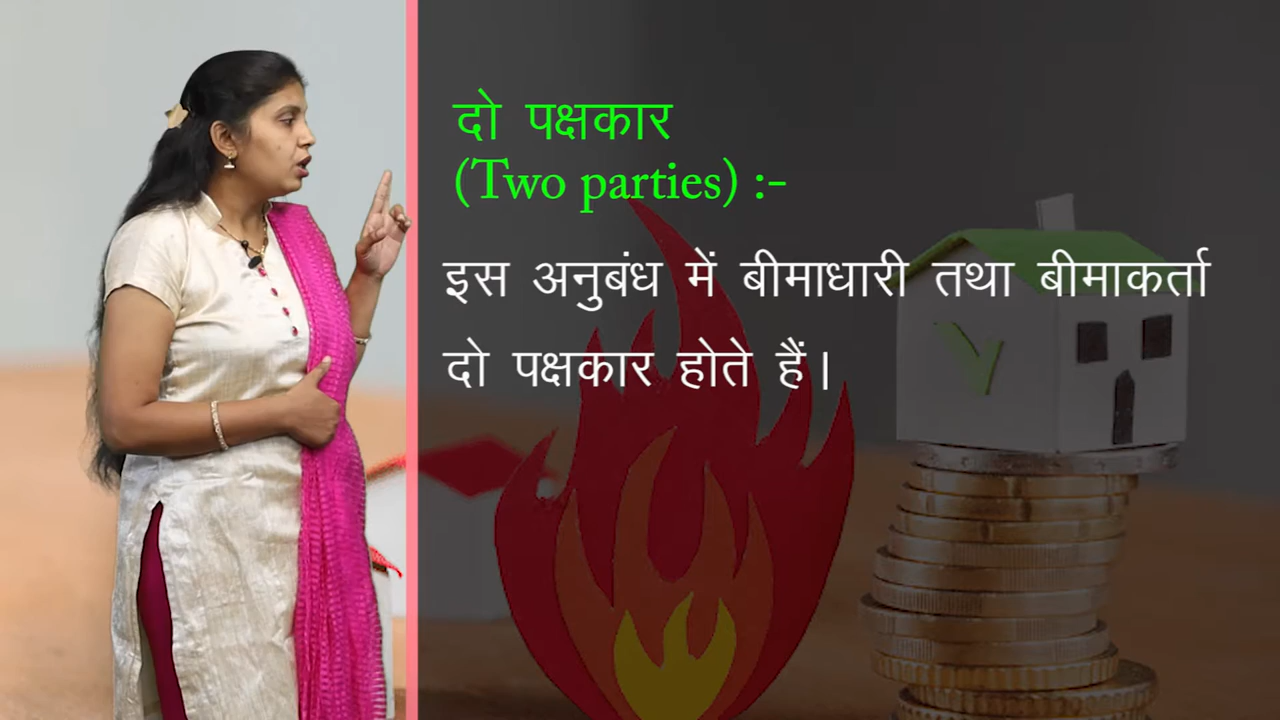 दो पक्षकार
(Two parties) :-
इस अनुबंध में बीमाधारी तथा बीमाकर्ता
दो पक्षकार होते हैं।